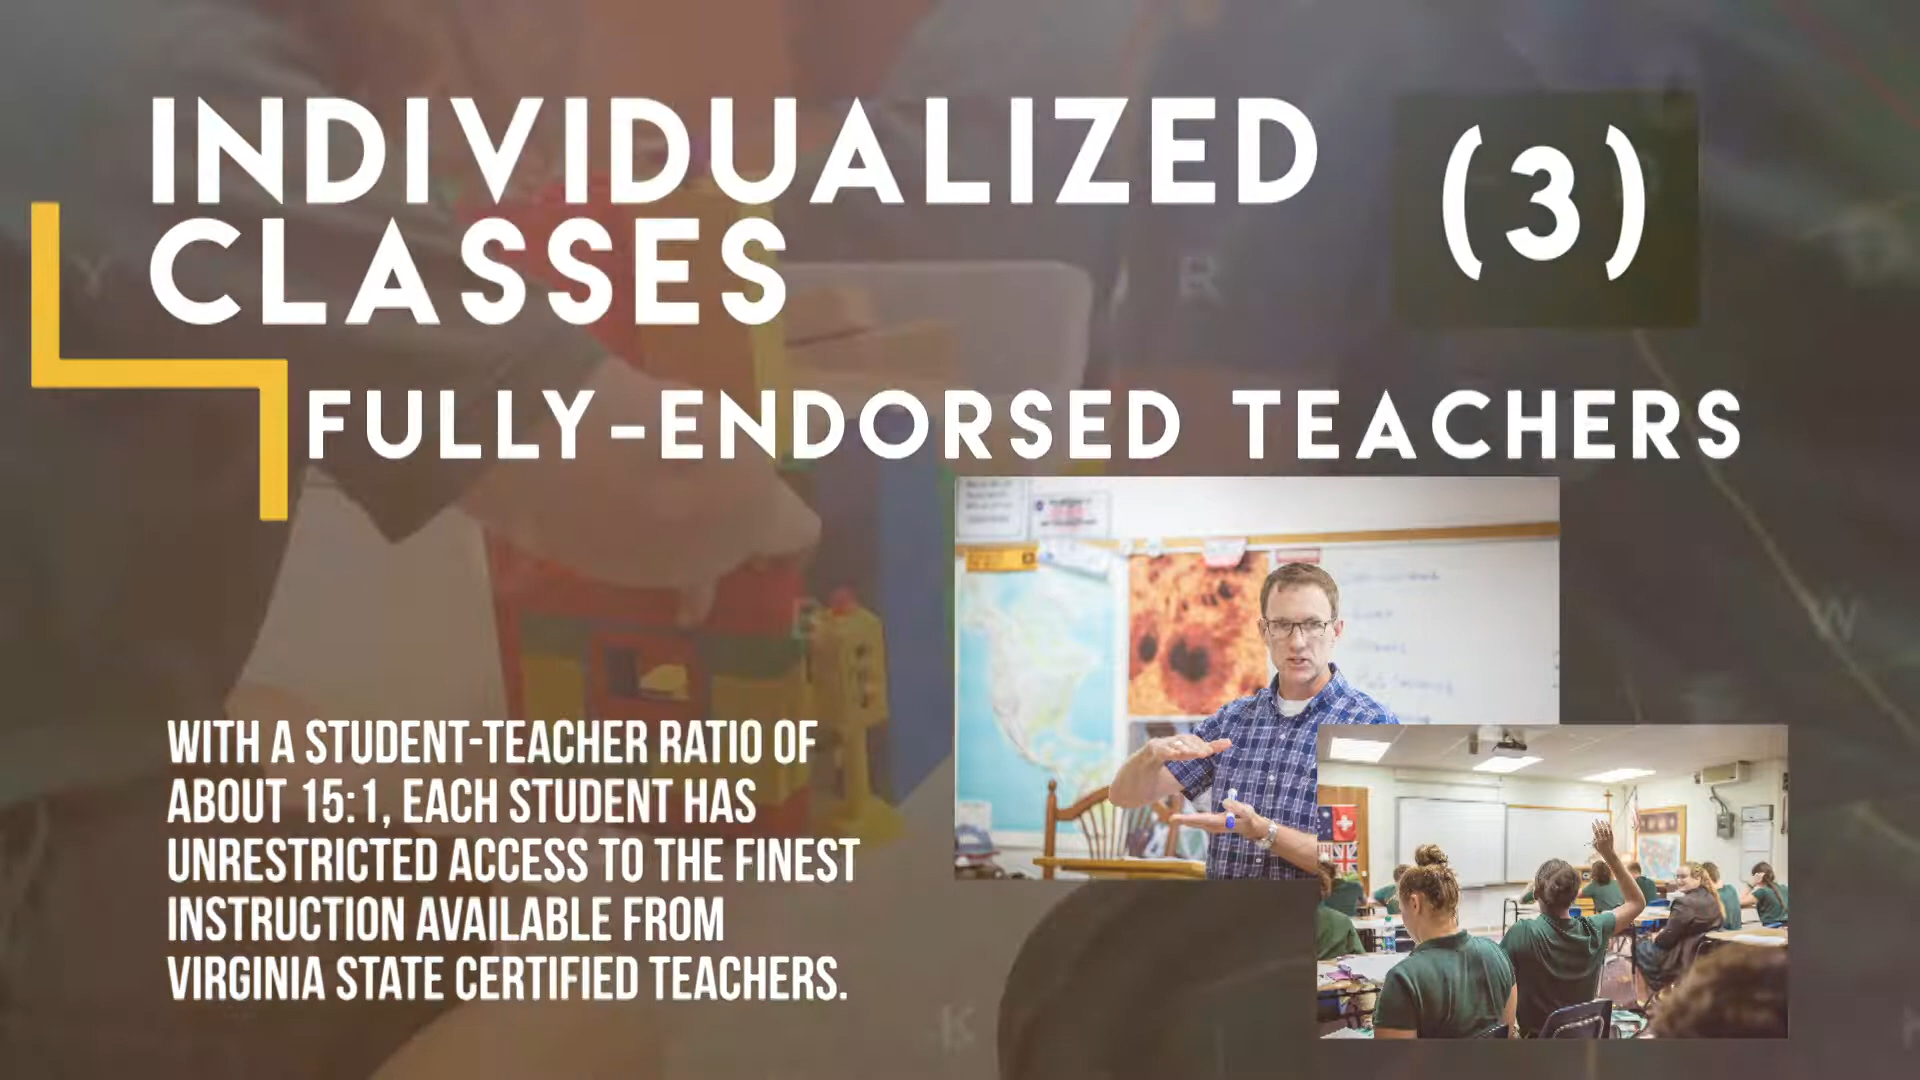 INDIVIDUALIZED
CLASSES
(3)
FULLY-ENDORSED TEACHERS
WITH A STUDENT-TEACHER RATIO OF
ABOUT 15:1, EACH STUDENT HAS
UNRESTRICTED ACCESS TO THE FINEST
INSTRUCTION AVAILABLE FROM
VIRGINIA STATE CERTIFIED TEACHERS.
Y
R
W
K